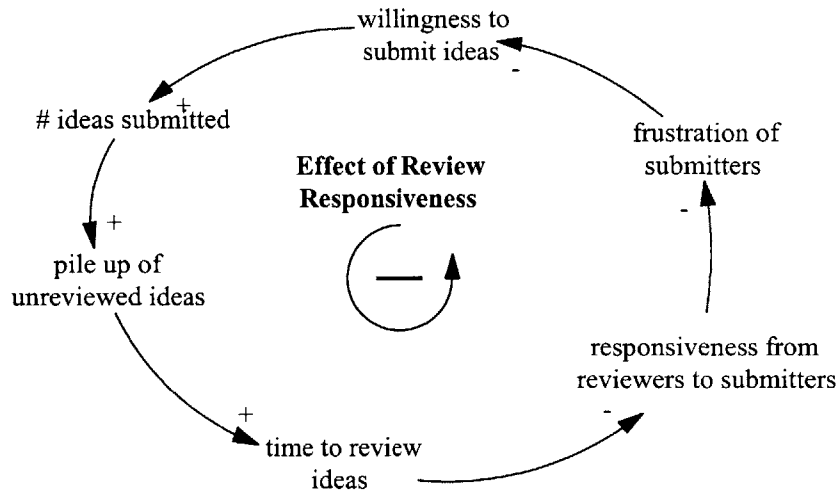 willingness to
submit ideas
-
+
# ideas submitted
frustration of
submitters
Effect of Review
Responsiveness
-
+
pile up of
unreviewed ideas
—
responsiveness from
reviewers to submitters
+
-
time to review
ideas